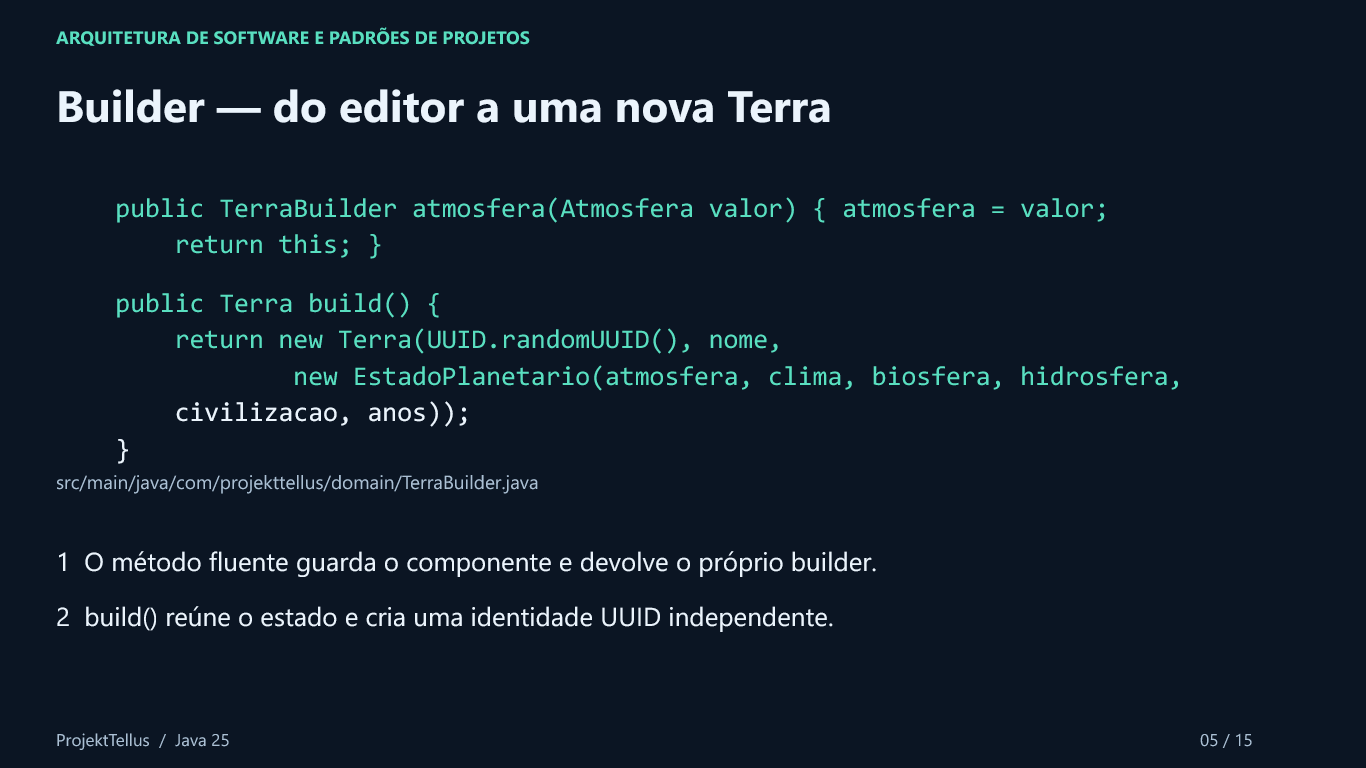 ARQUITETURA DE SOFTWARE E PADRÕES DE PROJETOS
Builder — do editor a uma nova Terra
public TerraBuilder atmosfera(Atmosfera valor) { atmosfera = valor;
return this; }
public Terra build() {
return new Terra(UUID.randomUUID(), nome,
new EstadoPlanetario(atmosfera, clima, biosfera, hidrosfera,
civilizacao, anos));
}
src/main/java/com/projekttellus/domain/TerraBuilder.java
1 O método fluente guarda o componente e devolve o próprio builder.
2 build() reúne o estado e cria uma identidade UUID independente.
ProjektTellus / Java 25
05 / 15